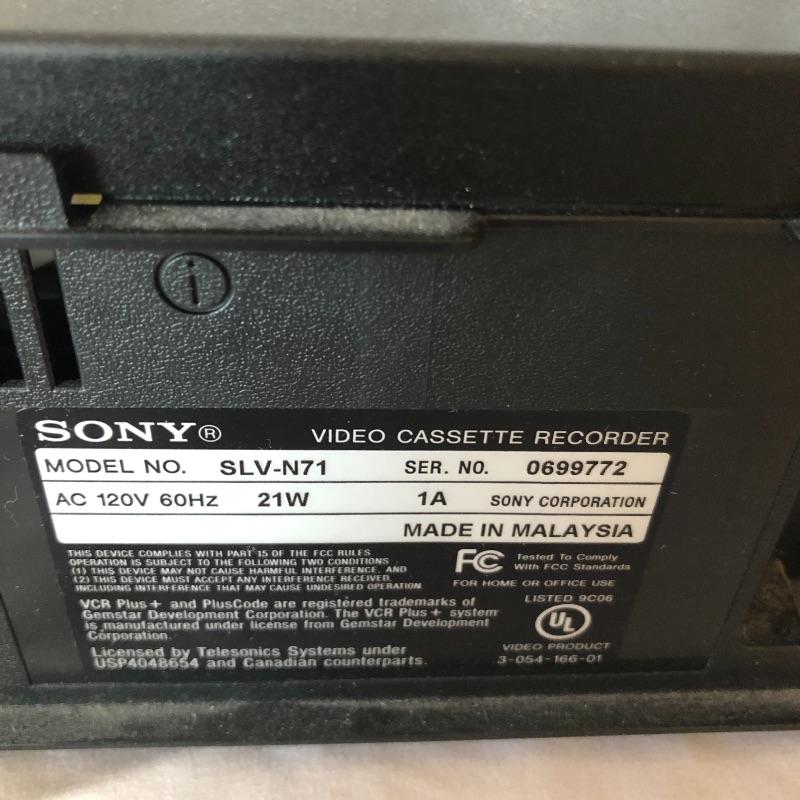 i
SONY® VIDEO CASSETTE RECORDER
MODEL NO. SLV-N71 SER. NO. 0699772
AC 120V 60Hz 21W 1A SONY CORPORATION
MADE IN MALAYSIA
THIS DEVICE COMPLIES WITH PART 15 OF THE FCC RULES
OPERATION IS SUBJECT TO THE FOLLOWING TWO CONDITIONS
(1) THIS DEVICE MAY NOT CAUSE HARMFUL INTERFERENCE, AND
(2) THIS DEVICE MUST ACCEPT ANY INTERFERENCE RECEIVED,
INCLUDING INTERFERENCE THAT MAY CAUSE UNDESIRED OPERATION.
FC Tested To Comply
With FCC Standards
FOR HOME OR OFFICE USE
VCR Plus+ and PlusCode are registered trademarks of
Gemstar Development Corporation. The VCR Plus+ system
is manufactured under license from Gemstar Development
Corporation.
Licensed by Telesonics Systems under
USP4048654 and Canadian counterparts.
LISTED 9C06
UL
VIDEO PRODUCT
3-054-166-01